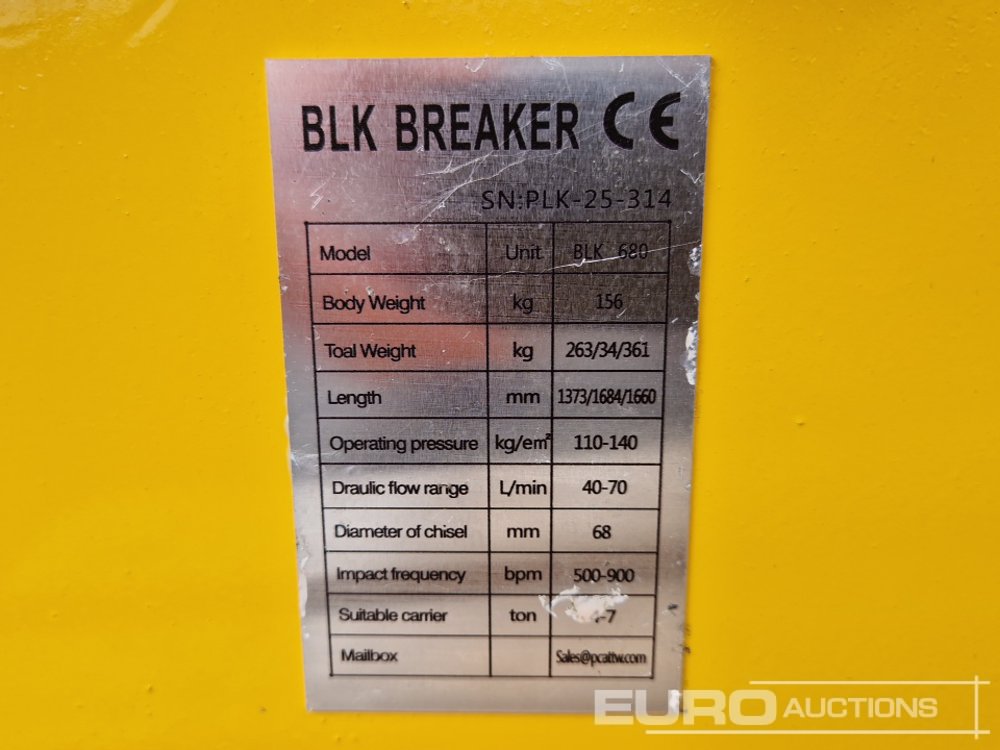 BLK BREAKER CE
SN:PLK-25-314
Model Unit BLK 680
Body Weight kg 156
Toal Weight kg 263/34/361
Length mm 1373/1684/1660
Operating pressure kg/em² 110-140
Draulic flow range L/min 40-70
Diameter of chisel mm 68
Impact frequency bpm 500-900
Suitable carrier ton -7
Mailbox Sales@pcattw.com
EURO AUCTIONS